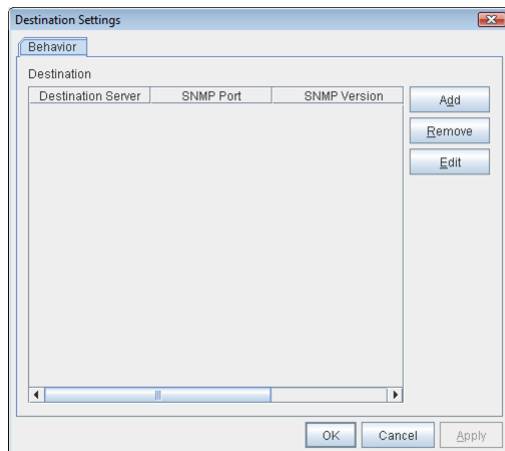 Destination Settings
Behavior
Destination
Destination Server SNMP Port SNMP Version
Add
Remove
Edit
OK Cancel Apply